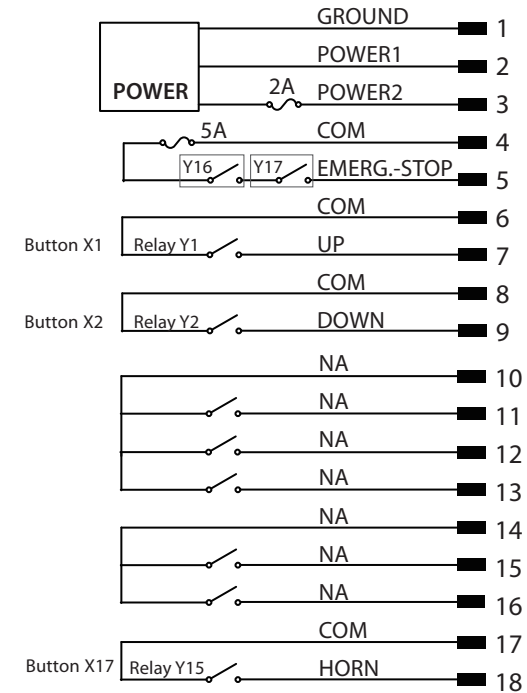 GROUND 1
POWER
POWER1 2
2A POWER2 3
5A COM 4
Y16 Y17 EMERG.-STOP 5
COM 6
Button X1 Relay Y1 UP 7
COM 8
Button X2 Relay Y2 DOWN 9
NA 10
NA 11
NA 12
NA 13
NA 14
NA 15
NA 16
COM 17
Button X17 Relay Y15 HORN 18